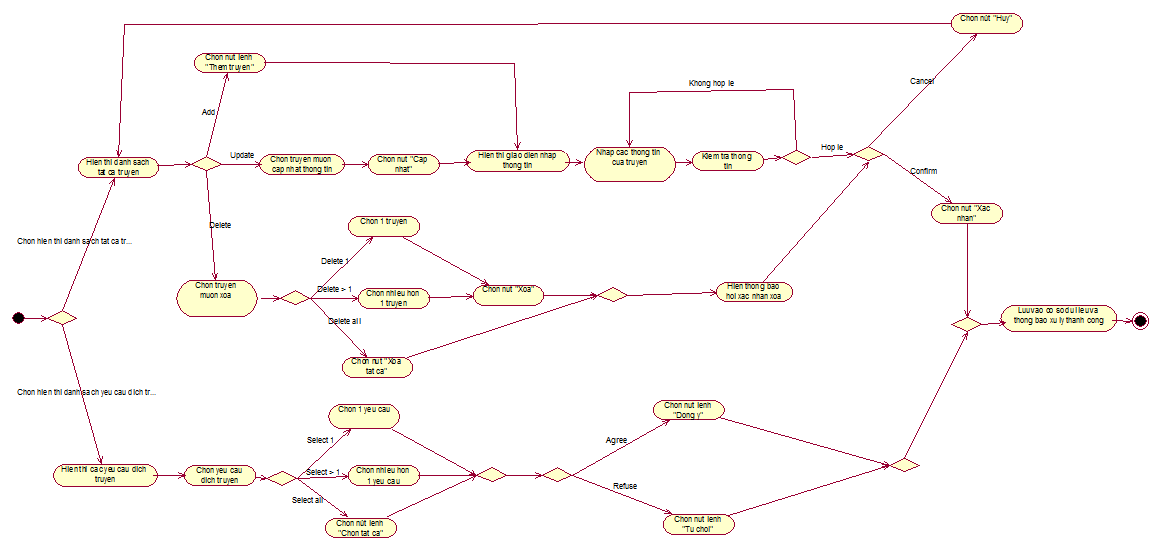 Chon nút "Huy"
Chon nut lenh
"Them truyen"
Cancel
Khong hop le
Add
Hien thi danh sach
tat ca truyen
Update
Chon truyen muon
cap nhat thong tin
Chon nut "Cap
nhat"
Hien thi giao dien nhap
thong tin
Nhap cac thong tin
cua truyen
Kiem tra thong
tin
Hop le
Confirm
Chon nut "Xac
nhan"
Delete
Chon 1 truyen
Chon hien thi danh sach tat ca tr...
Delete 1
Chon truyen
muon xoa
Delete > 1
Chon nhieu hon
1 truyen
Chon nut "Xoa"
Hien thong bao
hoi xac nhan xoa
Delete all
Luu vao co so du lieu va
thong bao xu ly thanh cong
Chon nut "Xoa
tat ca"
Chon hien thi danh sach yeu cau dich tr...
Chon 1 yeu cau
Chon nut lenh
"Dong y"
Select 1
Agree
Hien thi cac yeu cau dich
truyen
Chon yeu cau
dich truyen
Select > 1
Chon nhieu hon
1 yeu cau
Refuse
Select all
Chon nút lenh
"Chon tat ca"
Chon nut lenh
"Tu choi"